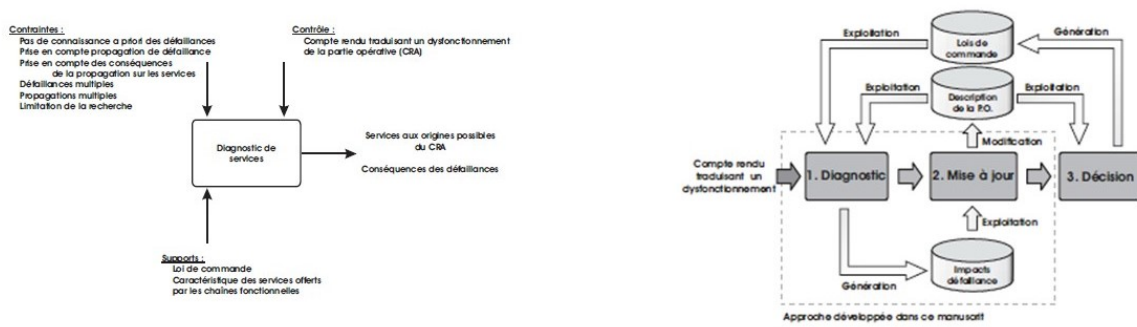 Contraintes :
Pas de connaissance a priori des défaillances
Prise en compte propagation de défaillance
Prise en compte des conséquences
de la propagation sur les services
Défaillances multiples
Propagations multiples
Limitation de la recherche
Contrôle :
Compte rendu traduisant un dysfonctionnement
de la partie opérative (CRA)
Diagnostic de
services
Services aux origines possibles
du CRA
Conséquences des défaillances
Supports :
Loi de commande
Caractéristique des services offerts
par les chaînes fonctionnelles
Exploitation
Lois de
commande
Génération
Exploitation
Description
de la P.O.
Exploitation
Modification
Compte rendu
traduisant un
dysfonctionnement
1. Diagnostic
2. Mise à jour
3. Décision
Exploitation
Impacts
défaillance
Génération
Approche développée dans ce manuscrit